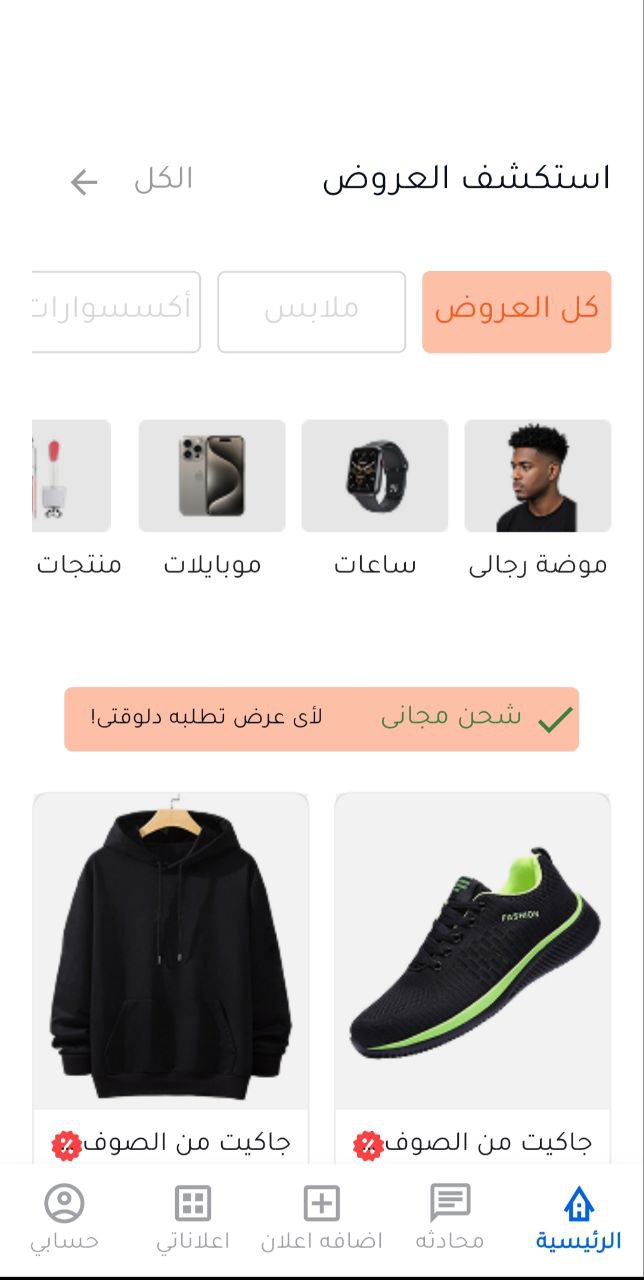 استكشف العروض
الكل
كل العروض
ملابس
أكسسوارات
موضة رجالى
ساعات
موبايلات
منتجات
شحن مجانى
لأى عرض تطلبه دلوقتى!
FASHION
جاكيت من الصوف
جاكيت من الصوف
الرئيسية
محادثه
اضافه اعلان
اعلاناتي
حسابي